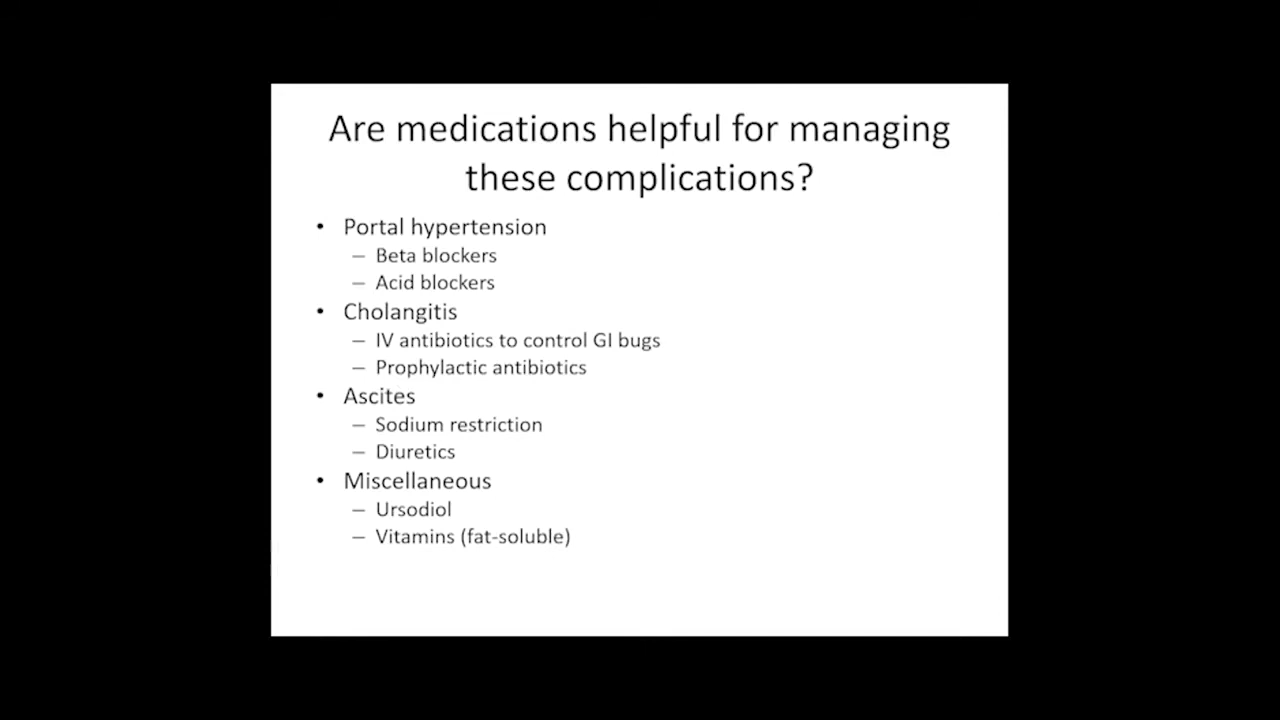 Are medications helpful for managing
these complications?
• Portal hypertension
– Beta blockers
– Acid blockers
• Cholangitis
– IV antibiotics to control GI bugs
– Prophylactic antibiotics
• Ascites
– Sodium restriction
– Diuretics
• Miscellaneous
– Ursodiol
– Vitamins (fat-soluble)